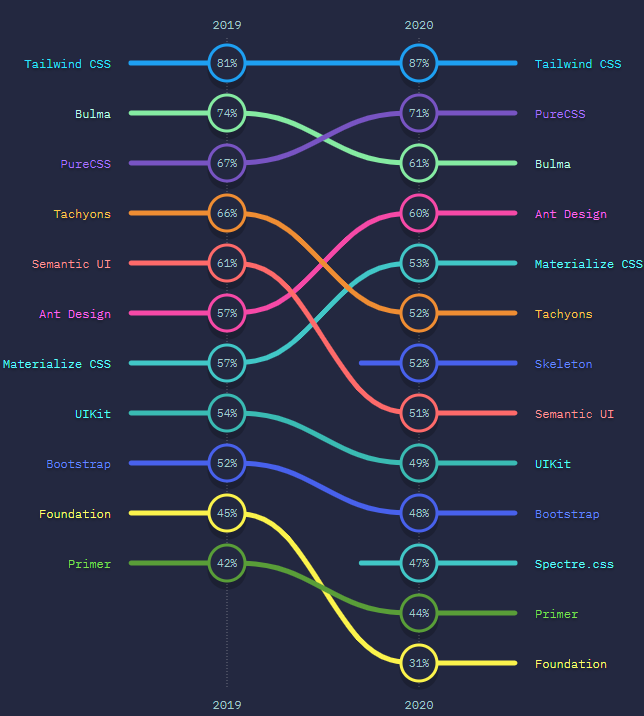 2019 2020
Tailwind CSS 81% 87% Tailwind CSS
Bulma 74% 71% PureCSS
PureCSS 67% 61% Bulma
Tachyons 66% 60% Ant Design
Semantic UI 61% 53% Materialize CSS
Ant Design 57% 52% Tachyons
Materialize CSS 57% 52% Skeleton
UIKit 54% 51% Semantic UI
Bootstrap 52% 49% UIKit
Foundation 45% 48% Bootstrap
Primer 42% 47% Spectre.css
44% Primer
31% Foundation
2019 2020